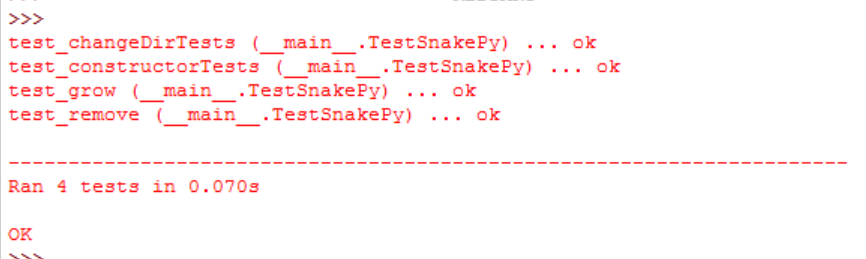 >>>
test_changeDirTests (__main__.TestSnakePy) ... ok
test_constructorTests (__main__.TestSnakePy) ... ok
test_grow (__main__.TestSnakePy) ... ok
test_remove (__main__.TestSnakePy) ... ok
----------------------------------------------------------------------
Ran 4 tests in 0.070s
OK
>>>